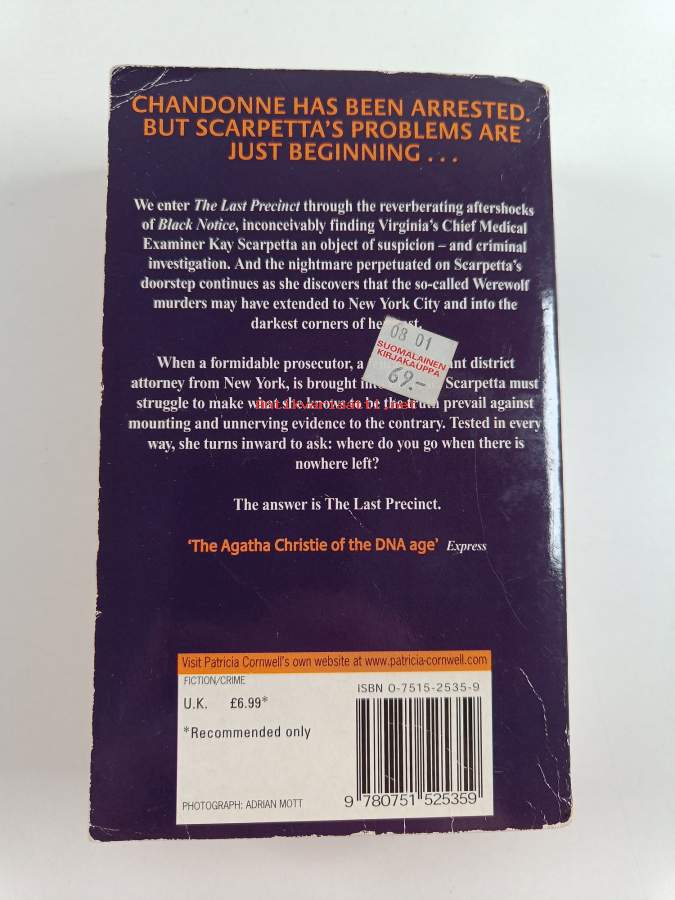 CHANDONNE HAS BEEN ARRESTED.
BUT SCARPETTA'S PROBLEMS ARE
JUST BEGINNING . . .
We enter The Last Precinct through the reverberating aftershocks
of Black Notice, inconceivably finding Virginia's Chief Medical
Examiner Kay Scarpetta an object of suspicion – and criminal
investigation. And the nightmare perpetuated on Scarpetta's
doorstep continues as she discovers that the so-called Werewolf
murders may have extended to New York City and into the
darkest corners of
08 01
SUOMALAINEN
KIRJAKAUPPA
69.-
When a formidable prosecutor, a district
attorney from New York, is brought Scarpetta must
struggle to make what she knows to be the truth prevail against
mounting and unnerving evidence to the contrary. Tested in every
way, she turns inward to ask: where do you go when there is
nowhere left?
The answer is The Last Precinct.
'The Agatha Christie of the DNA age' Express
Visit Patricia Cornwell's own website at www.patricia-cornwell.com
FICTION/CRIME
ISBN 0-7515-2535-9
U.K. £6.99*
*Recommended only
PHOTOGRAPH: ADRIAN MOTT
9 780751 525359